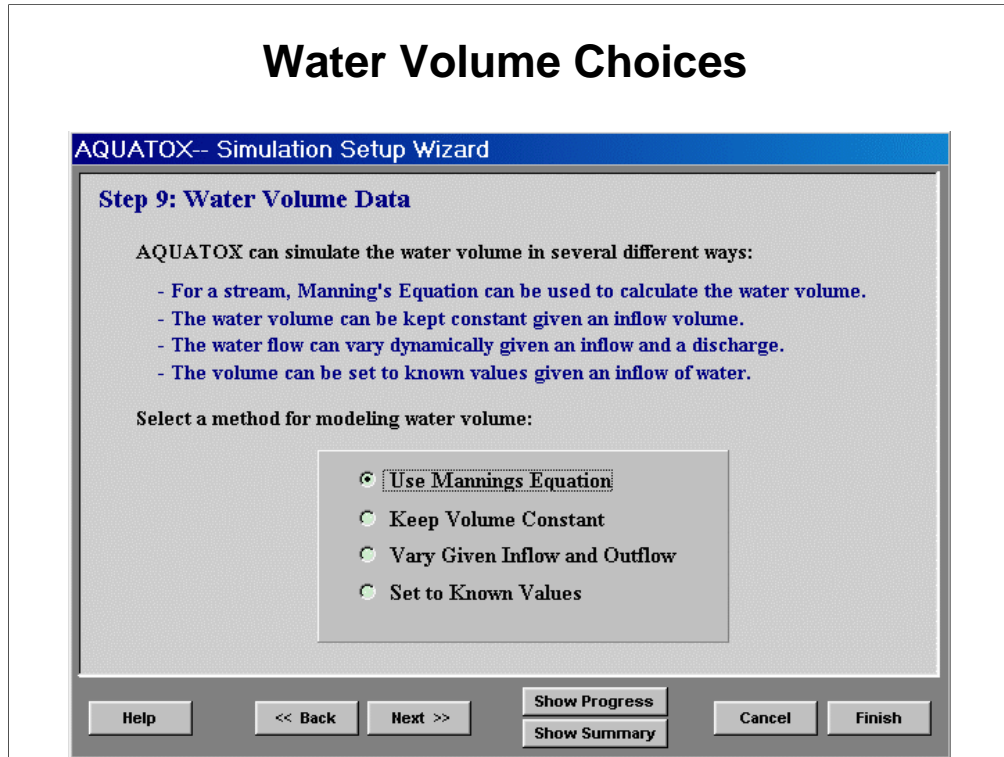 Water Volume Choices
AQUATOX-- Simulation Setup Wizard
Step 9: Water Volume Data
AQUATOX can simulate the water volume in several different ways:
- For a stream, Manning's Equation can be used to calculate the water volume.
- The water volume can be kept constant given an inflow volume.
- The water flow can vary dynamically given an inflow and a discharge.
- The volume can be set to known values given an inflow of water.
Select a method for modeling water volume:
Use Mannings Equation
Keep Volume Constant
Vary Given Inflow and Outflow
Set to Known Values
Help
<< Back
Next >>
Show Progress
Show Summary
Cancel
Finish